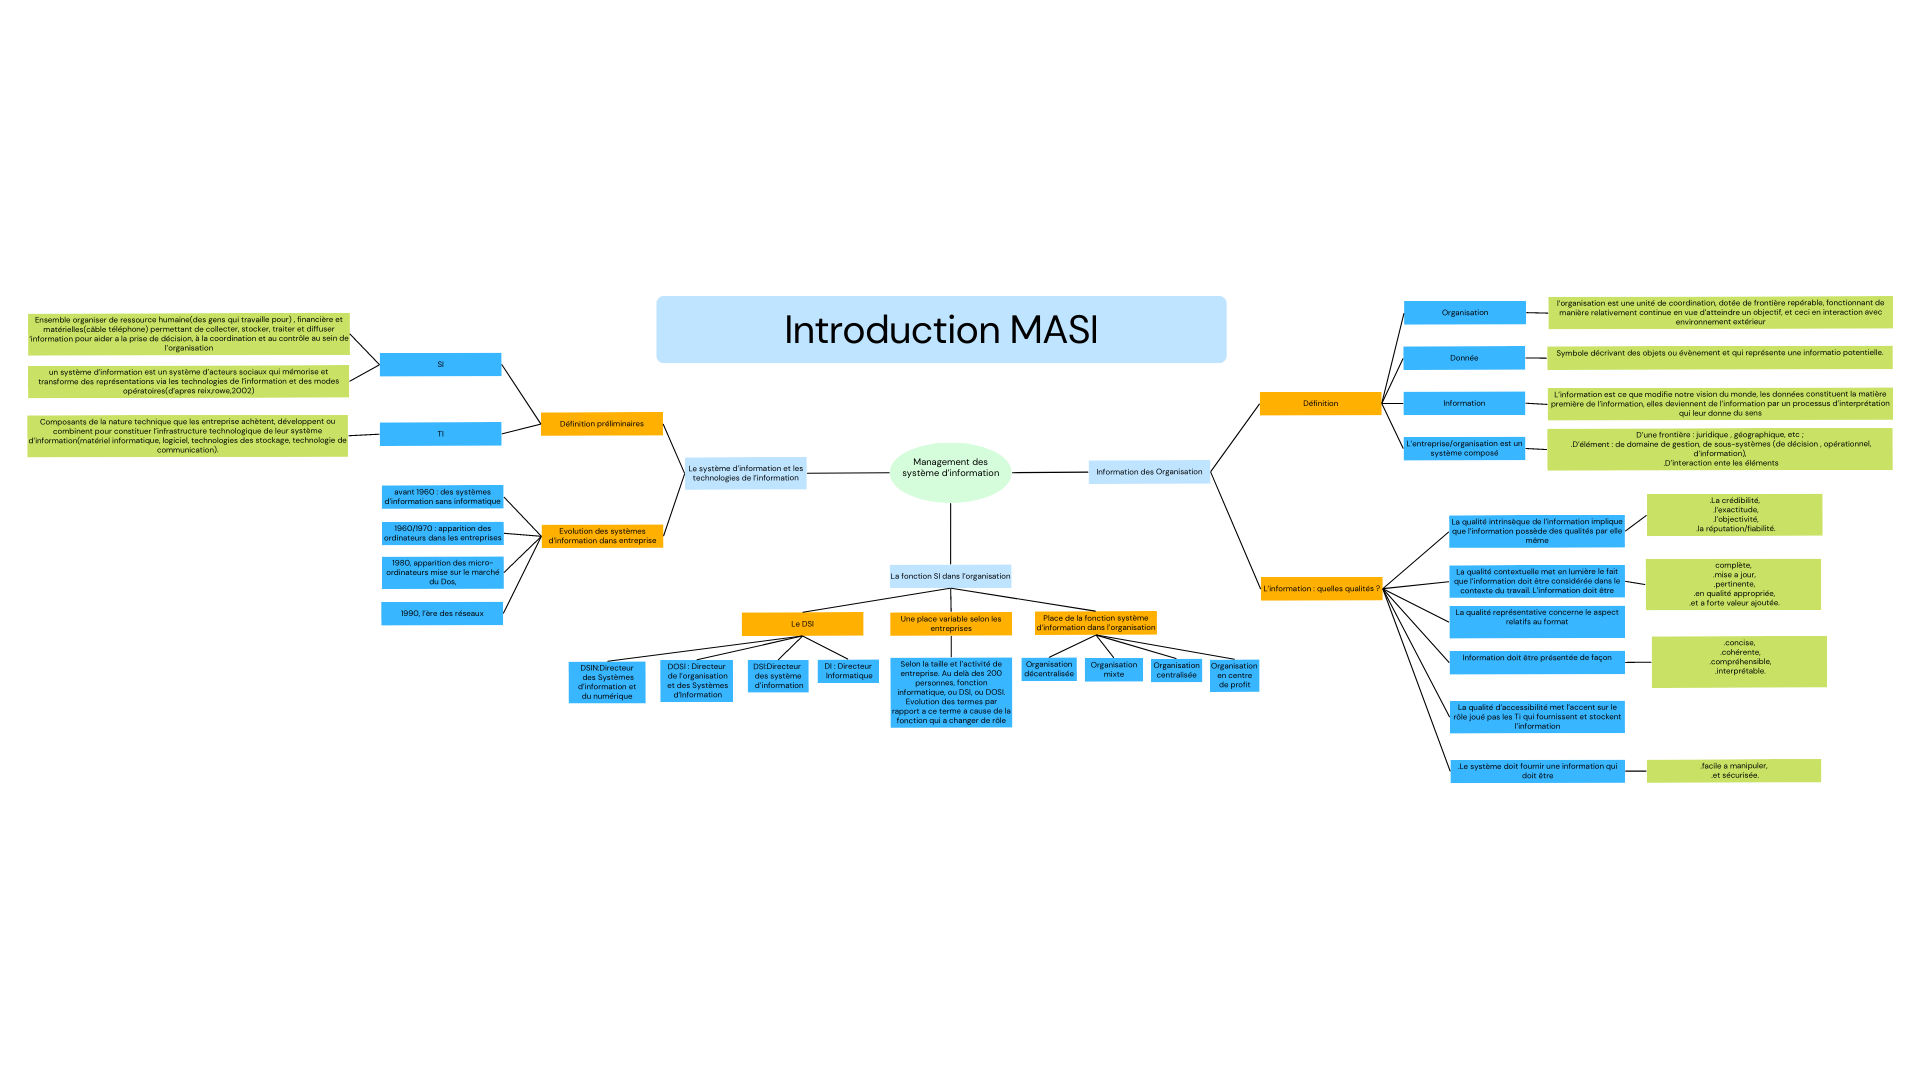 Introduction MASI
Management des
système d'information
Le système d'information et les
technologies de l'information
Définition préliminaires
SI
Ensemble organiser de ressource humaine(des gens qui travaille pour) , financière et
matérielles(câble téléphone) permettant de collecter, stocker, traiter et diffuser
'information pour aider a la prise de décision, à la coordination et au contrôle au sein de
l'organisation
un système d'information est un système d'acteurs sociaux qui mémorise et
transforme des représentations via les technologies de l'information et des modes
opératoires(d'apres reix,rowe,2002)
TI
Composants de la nature technique que les entreprise achètent, développent ou
combinent pour constituer l'infrastructure technologique de leur système
d'information(matériel informatique, logiciel, technologies des stockage, technologie de
communication).
Evolution des systèmes
d'information dans entreprise
avant 1960 : des systèmes
d'information sans informatique
1960/1970 : apparition des
ordinateurs dans les entreprises
1980, apparition des micro-
ordinateurs mise sur le marché
du Dos,
1990, l'ère des réseaux
La fonction SI dans l'organisation
Le DSI
DSIN:Directeur
des Systèmes
d'information et
du numérique
DOSI : Directeur
de l'organisation
et des Systèmes
d'Information
DSI:Directeur
des système
d'information
DI : Directeur
Informatique
Une place variable selon les
entreprises
Selon la taille et l'activité de
entreprise. Au delà des 200
personnes, fonction
informatique, ou DSI, ou DOSI.
Evolution des termes par
rapport a ce terme a cause de la
fonction qui a changer de rôle
Place de la fonction système
d'information dans l'organisation
Organisation
décentralisée
Organisation
mixte
Organisation
centralisée
Organisation
en centre
de profit
Information des Organisation
Définition
Organisation
l'organisation est une unité de coordination, dotée de frontière repérable, fonctionnant de
manière relativement continue en vue d'atteindre un objectif, et ceci en interaction avec
environnement extérieur
Donnée
Symbole décrivant des objets ou évènement et qui représente une informatio potentielle.
Information
L'information est ce que modifie notre vision du monde, les données constituent la matière
première de l'information, elles deviennent de l'information par un processus d'interprétation
qui leur donne du sens
L'entreprise/organisation est un
système composé
D'une frontière : juridique , géographique, etc ;
.D'élément : de domaine de gestion, de sous-systèmes (de décision , opérationnel,
d'information),
.D'interaction ente les éléments
L'information : quelles qualités ?
La qualité intrinsèque de l'information implique
que l'information possède des qualités par elle
même
.La crédibilité,
.l'exactitude,
.l'objectivité,
.la réputation/fiabilité.
La qualité contextuelle met en lumière le fait
que l'information doit être considérée dans le
contexte du travail. L'information doit être
complète,
.mise a jour,
.pertinente,
.en qualité appropriée,
.et a forte valeur ajoutée.
La qualité représentative concerne le aspect
relatifs au format
Information doit être présentée de façon
.concise,
.cohérente,
.compréhensible,
.interprétable.
La qualité d'accessibilité met l'accent sur le
rôle joué pas les Ti qui fournissent et stockent
l'information
.Le système doit fournir une information qui
doit être
.facile a manipuler,
.et sécurisée.